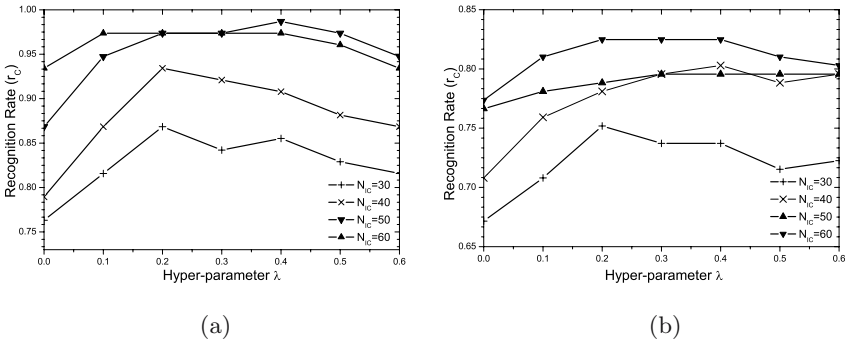 1.00
0.95
0.90
0.85
0.80
0.75
Recognition Rate (r_C)
0.0 0.1 0.2 0.3 0.4 0.5 0.6
Hyper-parameter λ
N_IC=30
N_IC=40
N_IC=50
N_IC=60
(a)
0.85
0.80
0.75
0.70
0.65
Recognition Rate (r_C)
0.0 0.1 0.2 0.3 0.4 0.5 0.6
Hyper-parameter λ
N_IC=30
N_IC=40
N_IC=50
N_IC=60
(b)